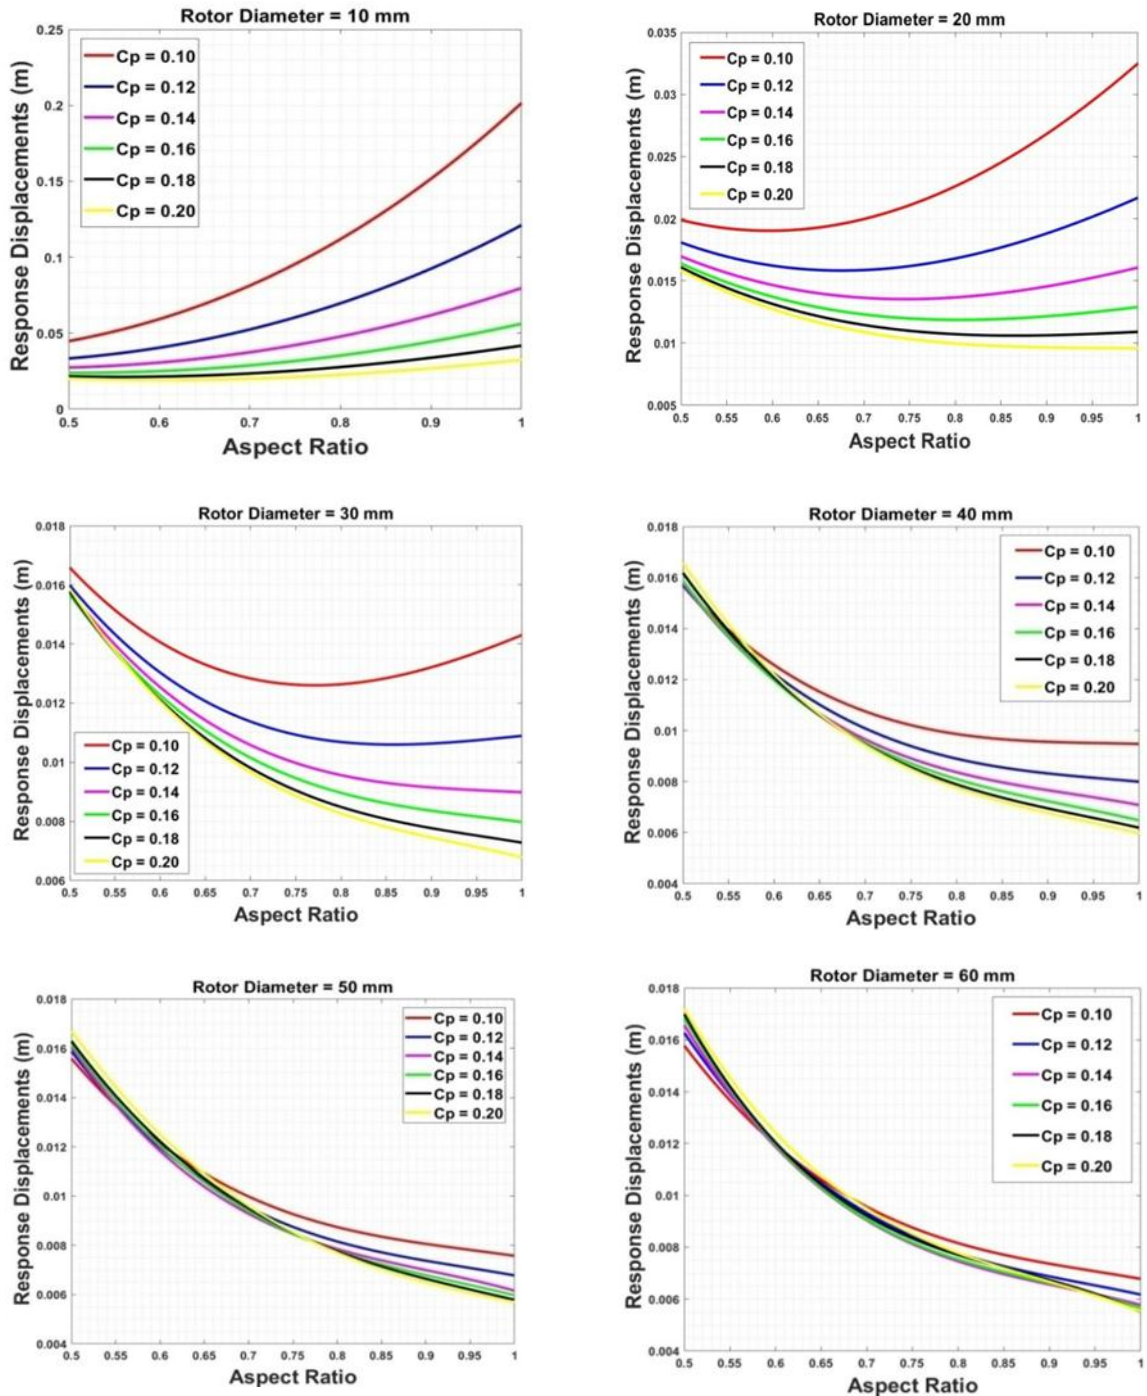 Rotor Diameter = 10 mm
Response Displacements (m)
0.25
0.2
0.15
0.1
0.05
0
Cp = 0.10
Cp = 0.12
Cp = 0.14
Cp = 0.16
Cp = 0.18
Cp = 0.20
0.5 0.6 0.7 0.8 0.9 1
Aspect Ratio
Rotor Diameter = 20 mm
Response Displacements (m)
0.035
0.03
0.025
0.02
0.015
0.01
0.005
Cp = 0.10
Cp = 0.12
Cp = 0.14
Cp = 0.16
Cp = 0.18
Cp = 0.20
0.5 0.55 0.6 0.65 0.7 0.75 0.8 0.85 0.9 0.95 1
Aspect Ratio
Rotor Diameter = 30 mm
Response Displacements (m)
0.018
0.016
0.014
0.012
0.01
0.008
0.006
Cp = 0.10
Cp = 0.12
Cp = 0.14
Cp = 0.16
Cp = 0.18
Cp = 0.20
0.5 0.55 0.6 0.65 0.7 0.75 0.8 0.85 0.9 0.95 1
Aspect Ratio
Rotor Diameter = 40 mm
Response Displacements (m)
0.018
0.016
0.014
0.012
0.01
0.008
0.006
0.004
Cp = 0.10
Cp = 0.12
Cp = 0.14
Cp = 0.16
Cp = 0.18
Cp = 0.20
0.5 0.55 0.6 0.65 0.7 0.75 0.8 0.85 0.9 0.95 1
Aspect Ratio
Rotor Diameter = 50 mm
Response Displacements (m)
0.018
0.016
0.014
0.012
0.01
0.008
0.006
0.004
Cp = 0.10
Cp = 0.12
Cp = 0.14
Cp = 0.16
Cp = 0.18
Cp = 0.20
0.5 0.55 0.6 0.65 0.7 0.75 0.8 0.85 0.9 0.95 1
Aspect Ratio
Rotor Diameter = 60 mm
Response Displacements (m)
0.018
0.016
0.014
0.012
0.01
0.008
0.006
0.004
Cp = 0.10
Cp = 0.12
Cp = 0.14
Cp = 0.16
Cp = 0.18
Cp = 0.20
0.5 0.55 0.6 0.65 0.7 0.75 0.8 0.85 0.9 0.95 1
Aspect Ratio